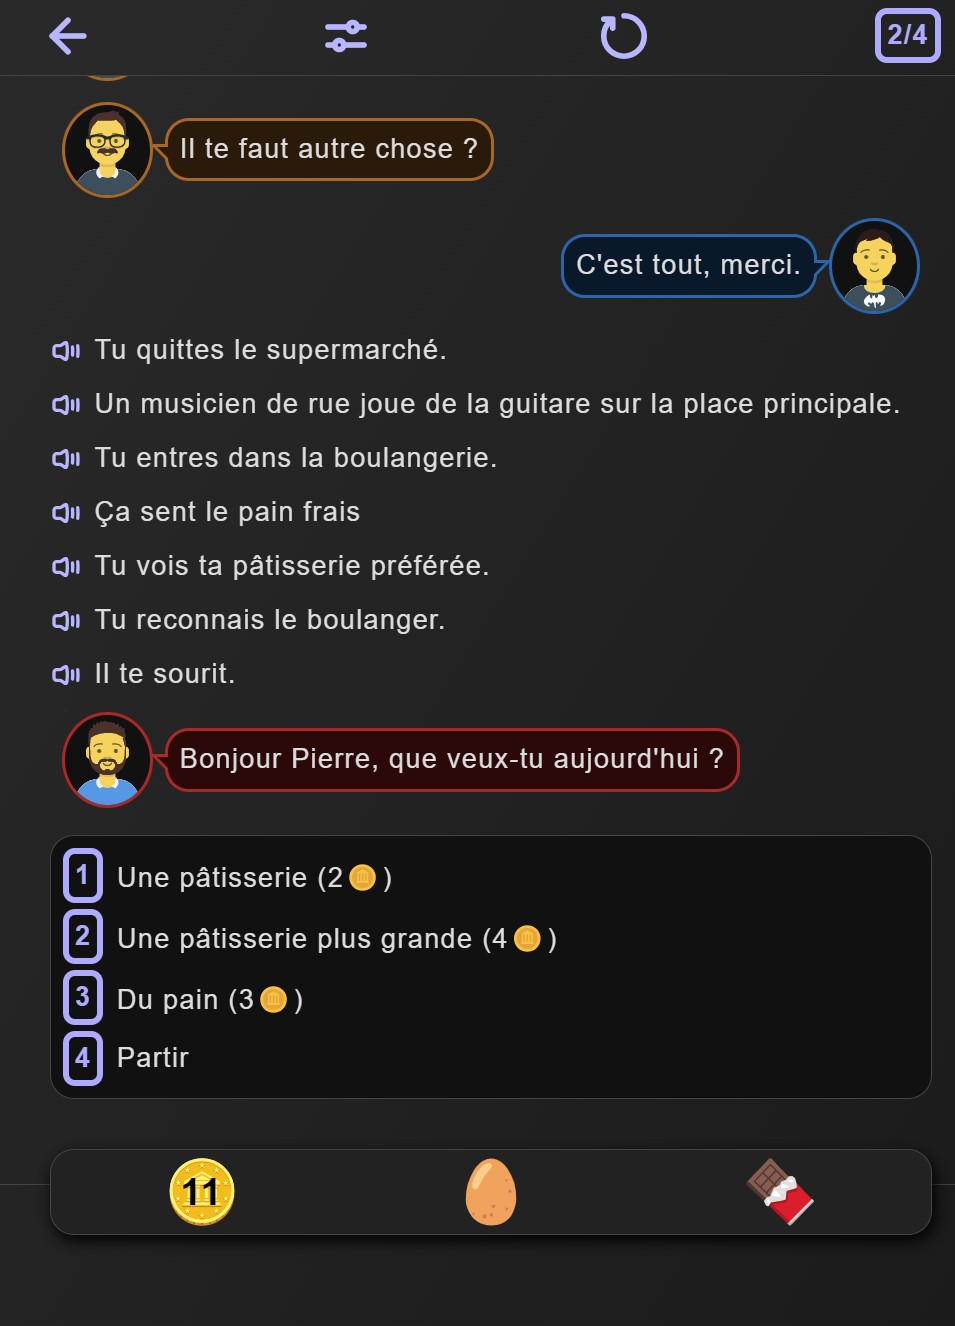 2/4
Il te faut autre chose ?
C'est tout, merci.
Tu quittes le supermarché.
Un musicien de rue joue de la guitare sur la place principale.
Tu entres dans la boulangerie.
Ça sent le pain frais
Tu vois ta pâtisserie préférée.
Tu reconnais le boulanger.
Il te sourit.
Bonjour Pierre, que veux-tu aujourd'hui ?
1 Une pâtisserie (2 )
2 Une pâtisserie plus grande (4 )
3 Du pain (3 )
4 Partir
11